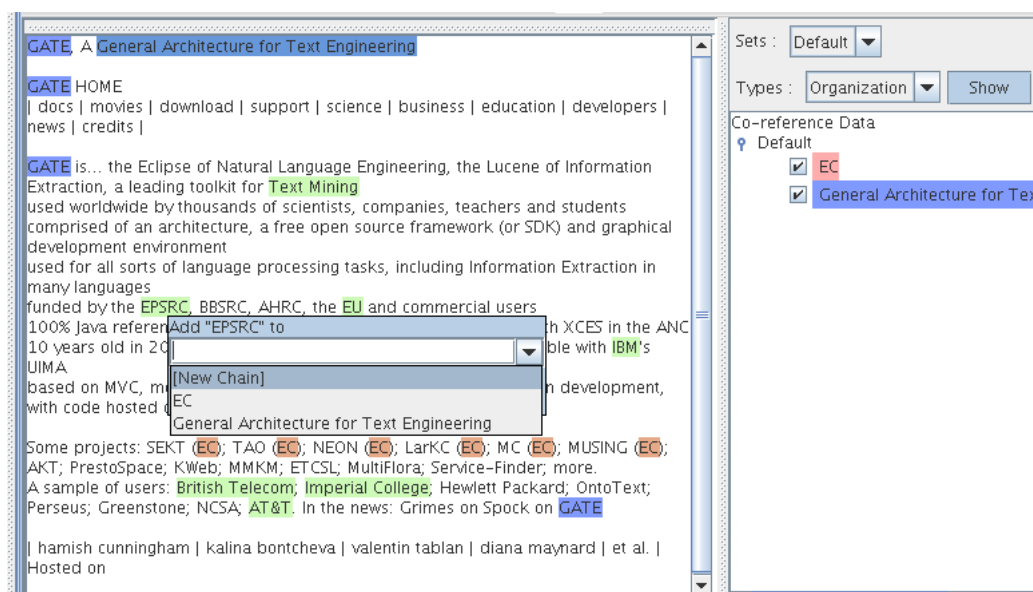 GATE, A General Architecture for Text Engineering
GATE HOME
| docs | movies | download | support | science | business | education | developers |
news | credits |
GATE is... the Eclipse of Natural Language Engineering, the Lucene of Information
Extraction, a leading toolkit for Text Mining
used worldwide by thousands of scientists, companies, teachers and students
comprised of an architecture, a free open source framework (or SDK) and graphical
development environment
used for all sorts of language processing tasks, including Information Extraction in
many languages
funded by the EPSRC, BBSRC, AHRC, the EU and commercial users
100% Java XCES in the ANC
10 years old in with IBM's
UIMA
based on MVC, development,
with code hosted
Add "EPSRC" to
[New Chain]
EC
General Architecture for Text Engineering
Some projects: SEKT (EC); TAO (EC); NEON (EC); LarKC (EC); MC (EC); MUSING (EC);
AKT; PrestoSpace; KWeb; MMKM; ETCSL; MultiFlora; Service-Finder; more.
A sample of users: British Telecom; Imperial College; Hewlett Packard; OntoText;
Perseus; Greenstone; NCSA; AT&T. In the news: Grimes on Spock on GATE
| hamish cunningham | kalina bontcheva | valentin tablan | diana maynard | et al. |
Hosted on
Sets : Default
Types : Organization Show
Co-reference Data
Default
EC
General Architecture for Tex